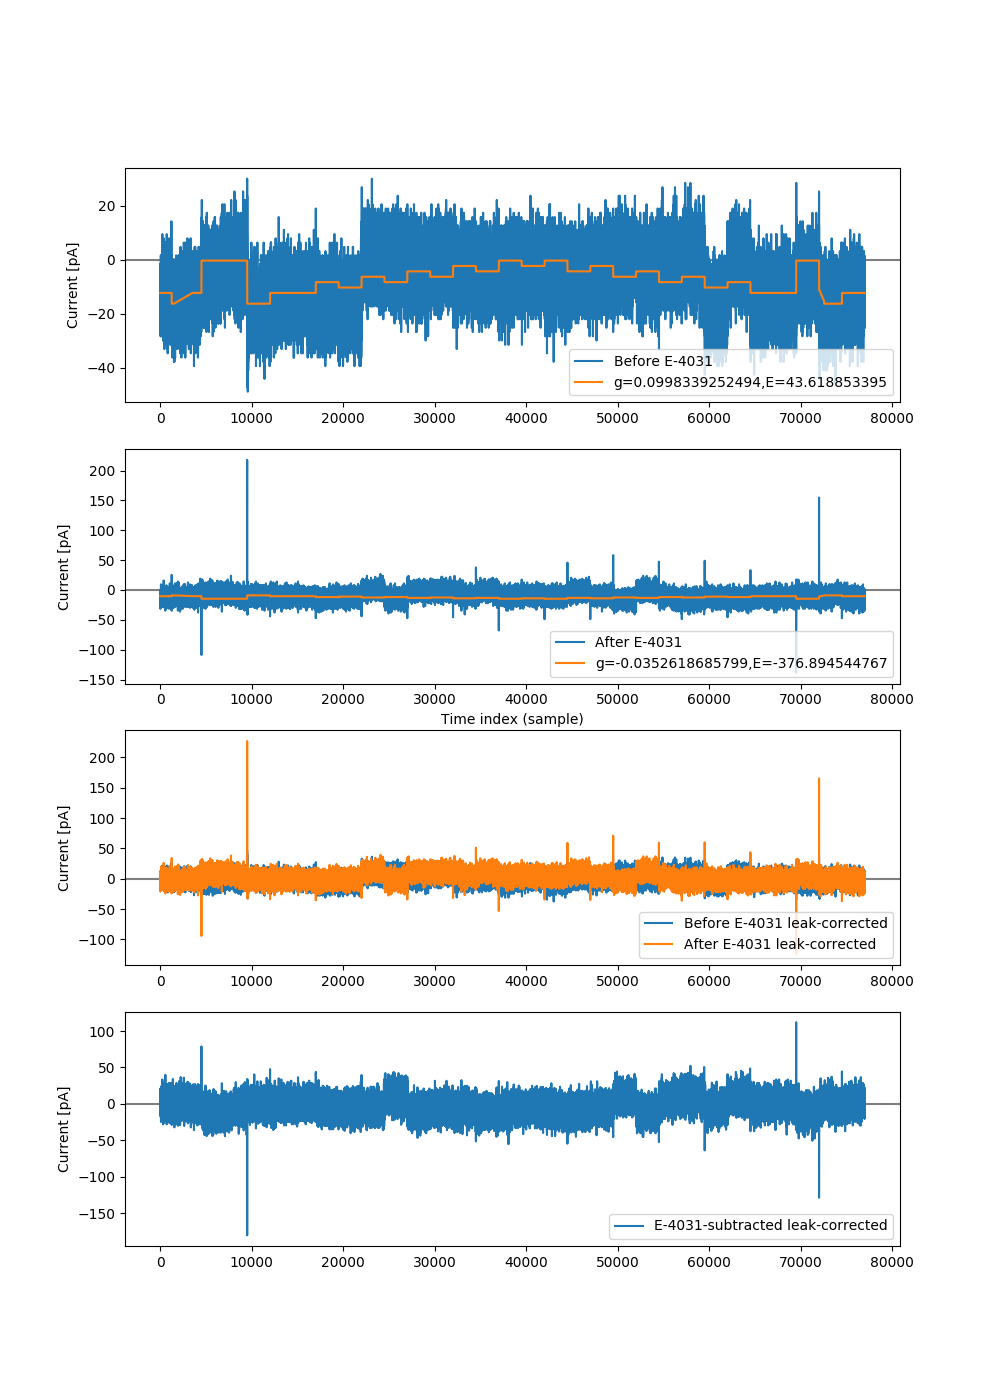 20
0
−20
−40
Current [pA]
Before E-4031
g=0.0998339252494,E=43.618853395
0 10000 20000 30000 40000 50000 60000 70000 80000
200
150
100
50
0
−50
−100
−150
Current [pA]
After E-4031
g=-0.0352618685799,E=-376.894544767
0 10000 20000 30000 40000 50000 60000 70000 80000
Time index (sample)
200
150
100
50
0
−50
−100
Current [pA]
Before E-4031 leak-corrected
After E-4031 leak-corrected
0 10000 20000 30000 40000 50000 60000 70000 80000
100
50
0
−50
−100
−150
Current [pA]
E-4031-subtracted leak-corrected
0 10000 20000 30000 40000 50000 60000 70000 80000